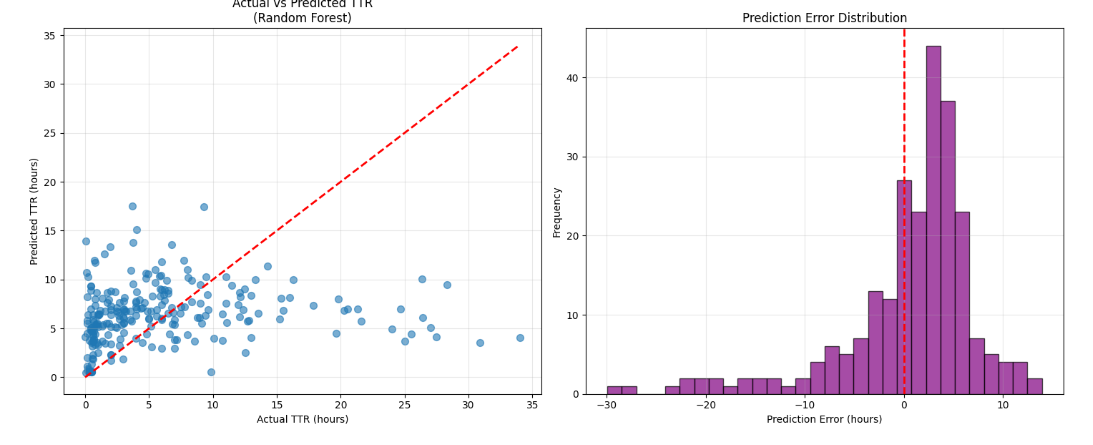 Actual vs Predicted TTR
(Random Forest)
35
30
25
20
15
10
5
0
Predicted TTR (hours)
0 5 10 15 20 25 30 35
Actual TTR (hours)
Prediction Error Distribution
40
30
20
10
0
Frequency
−30 −20 −10 0 10
Prediction Error (hours)